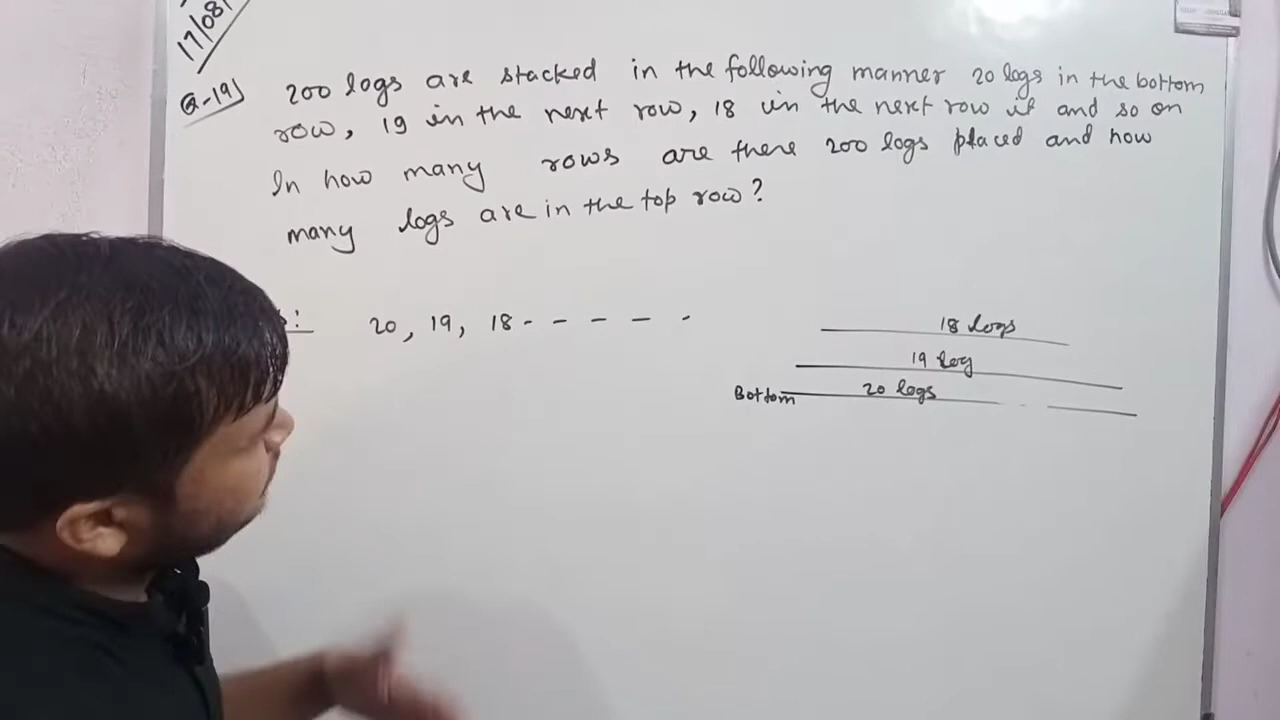 17/08/
Q-19)
200 logs are stacked in the following manner 20 logs in the bottom
row, 19 in the next row, 18 in the next row it and so on
In how many rows are there 200 logs placed and how
many logs are in the top row?
20, 19, 18 - - - - -
18 logs
19 log
Bottom 20 logs